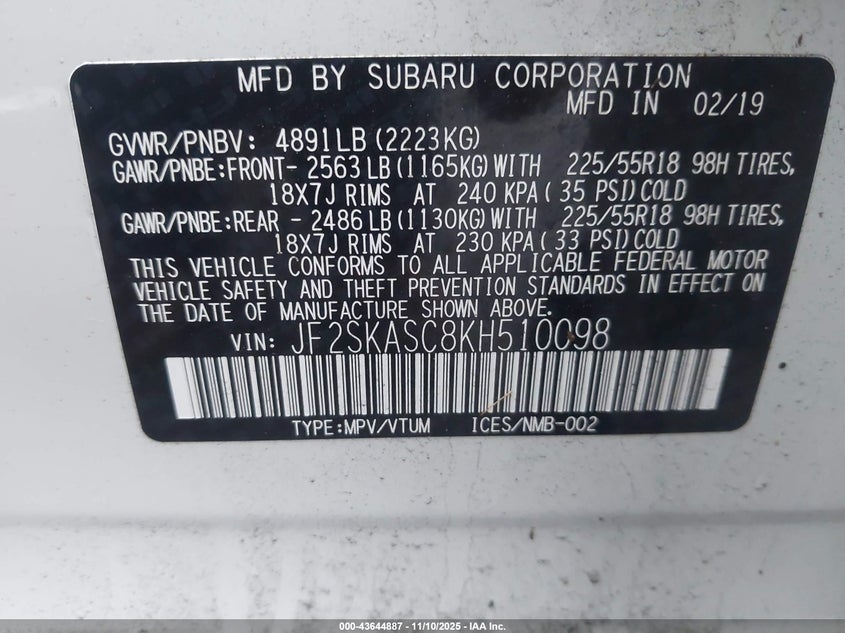 MFD BY SUBARU CORPORATION
MFD IN 02/19
GVWR/PNBV: 4891LB (2223KG)
GAWR/PNBE:FRONT- 2563LB(1165KG)WITH 225/55R18 98H TIRES,
18X7J RIMS AT 240 KPA( 35 PSI)COLD
GAWR/PNBE:REAR - 2486LB(1130KG)WITH 225/55R18 98H TIRES,
18X7J RIMS AT 230 KPA( 33 PSI)COLD
THIS VEHICLE CONFORMS TO ALL APPLICABLE FEDERAL MOTOR
VEHICLE SAFETY AND THEFT PREVENTION STANDARDS IN EFFECT ON
THE DATE OF MANUFACTURE SHOWN ABOVE.
VIN: JF2SKASC8KH510098
TYPE:MPV/VTUM ICES/NMB-002
000-43644887 - 11/10/2025 - IAA Inc.